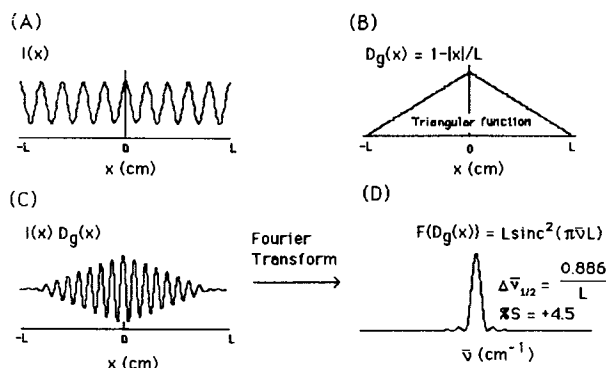 (A)
I(x)
-L 0 L
x (cm)
(B)
Dg(x) = 1-|x|/L
Triangular function
-L 0 L
x (cm)
(C)
I(x) Dg(x)
-L 0 L
x (cm)
Fourier
Transform
(D)
F{Dg(x)} = Lsinc²(πν̄L)
Δν̄1/2 = 0.886/L
%S = +4.5
ν̄ (cm⁻¹)